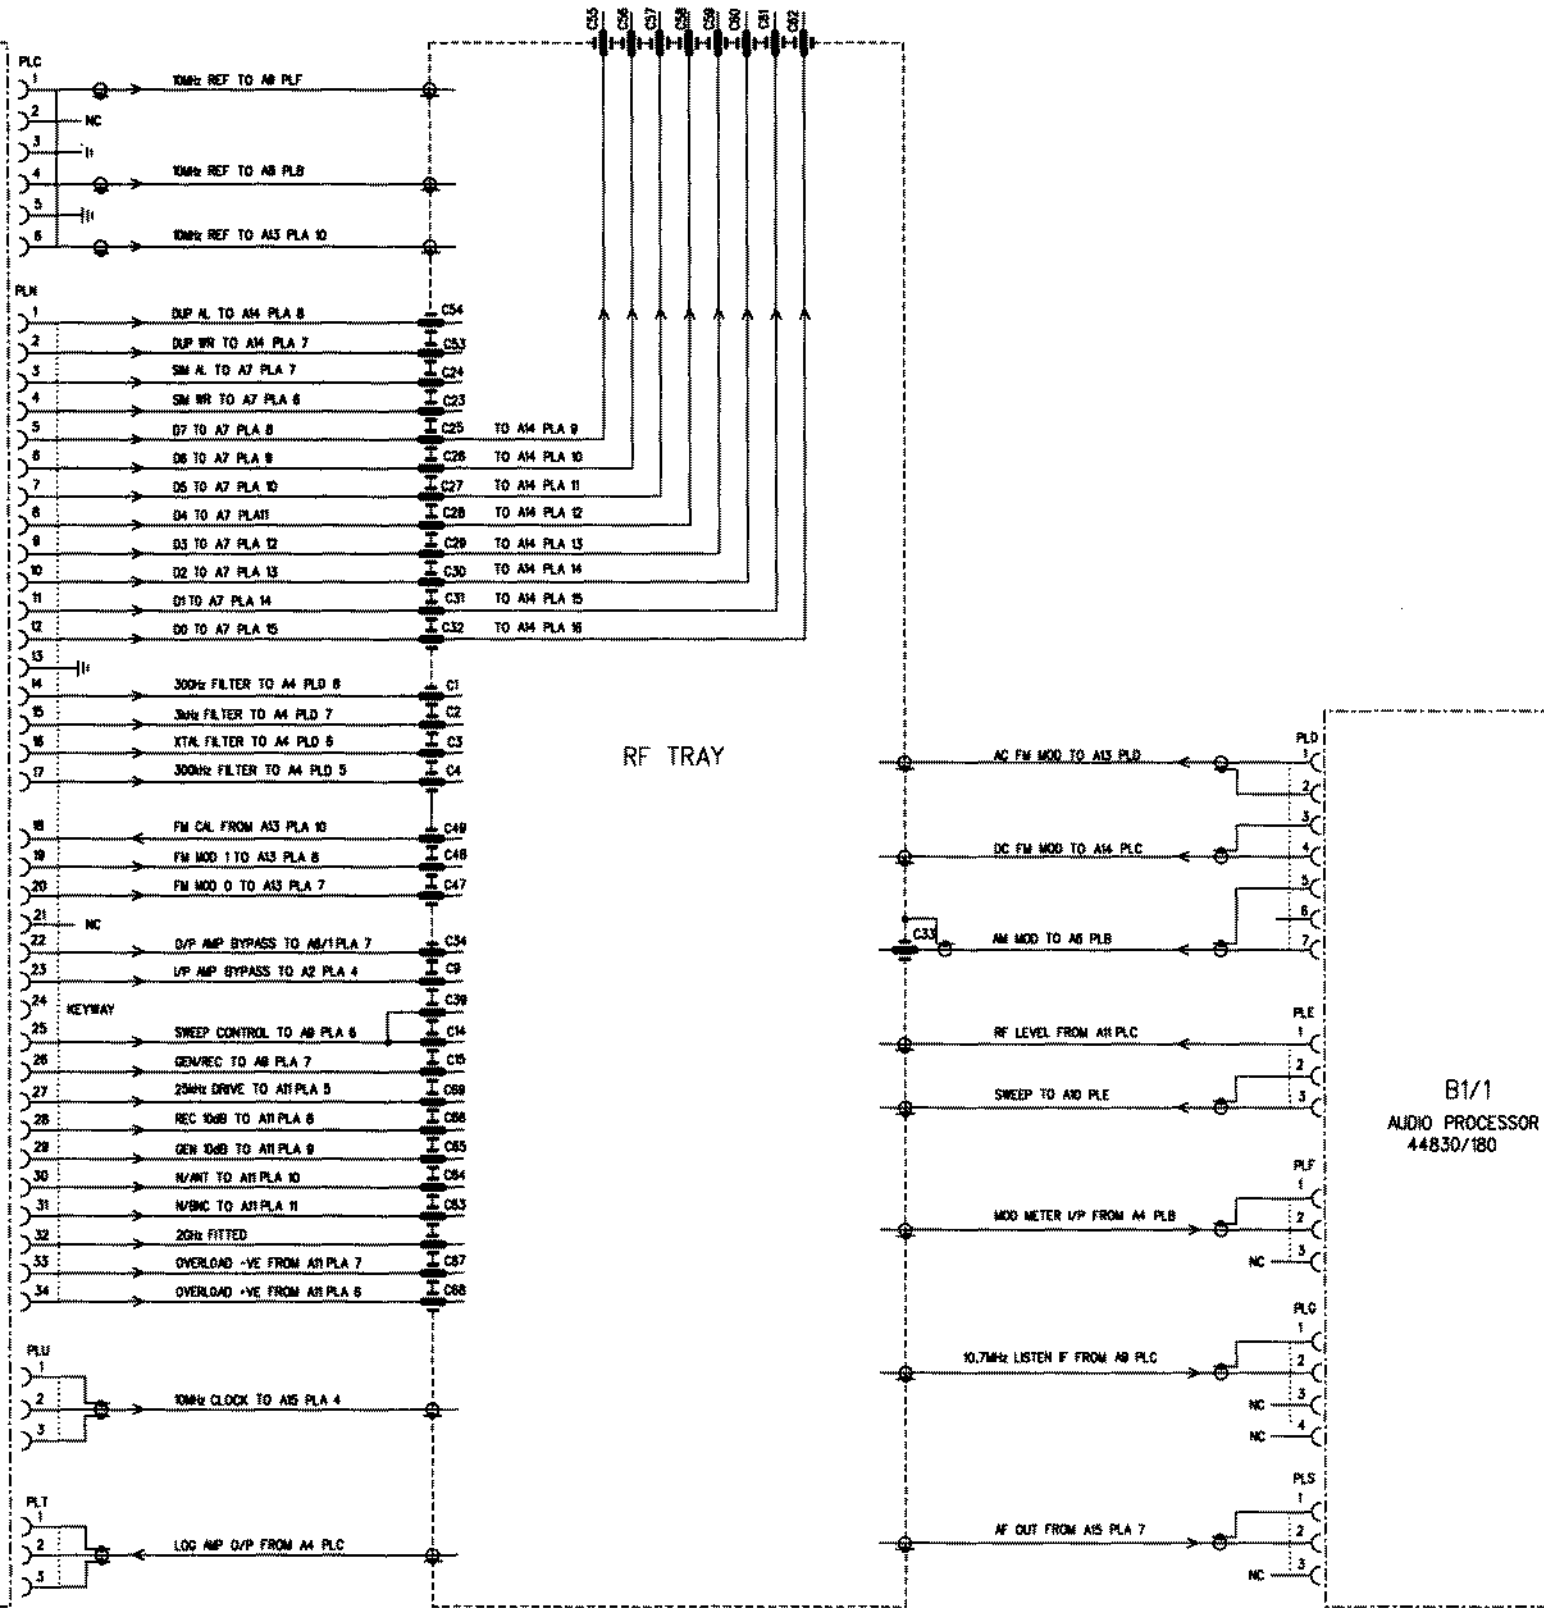 C55 C56 C57 C58 C59 C60 C61 C62
PLC
1 10MHz REF TO A9 PLF
2 NC
3
4 10MHz REF TO A8 PLB
5
6 10MHz REF TO A13 PLA 10
PLN
1 DUP AL TO A14 PLA 8 C54
2 DUP WR TO A14 PLA 7 C53
3 SIM AL TO A7 PLA 7 C24
4 SIM WR TO A7 PLA 6 C23
5 D7 TO A7 PLA 8 C25 TO A14 PLA 9
6 D6 TO A7 PLA 9 C26 TO A14 PLA 10
7 D5 TO A7 PLA 10 C27 TO A14 PLA 11
8 D4 TO A7 PLA11 C28 TO A14 PLA 12
9 D3 TO A7 PLA 12 C29 TO A14 PLA 13
10 D2 TO A7 PLA 13 C30 TO A14 PLA 14
11 D1 TO A7 PLA 14 C31 TO A14 PLA 15
12 D0 TO A7 PLA 15 C32 TO A14 PLA 16
13
14 300Hz FILTER TO A4 PLD 8 C1
15 3kHz FILTER TO A4 PLD 7 C2
16 XTAL FILTER TO A4 PLD 6 C3
17 300kHz FILTER TO A4 PLD 5 C4
18 FM CAL FROM A13 PLA 10 C49
19 FM MOD 1 TO A13 PLA 8 C48
20 FM MOD 0 TO A13 PLA 7 C47
21 NC
22 O/P AMP BYPASS TO A6/1 PLA 7 C34
23 I/P AMP BYPASS TO A2 PLA 4 C9
24 KEYWAY
C39
25 SWEEP CONTROL TO A9 PLA 6 C14
26 GEN/REC TO A9 PLA 7 C15
27 25kHz DRIVE TO A11 PLA 5 C69
28 REC 10dB TO A11 PLA 8 C66
29 GEN 10dB TO A11 PLA 9 C65
30 N/ANT TO A11 PLA 10 C64
31 N/BNC TO A11 PLA 11 C63
32 2GHz FITTED
33 OVERLOAD -VE FROM A11 PLA 7 C67
34 OVERLOAD +VE FROM A11 PLA 6 C68
PLU
1
2 10MHz CLOCK TO A15 PLA 4
3
PLT
1
2 LOG AMP O/P FROM A4 PLC
3
RF TRAY
PLD
AC FM MOD TO A13 PLD 1
2
3
DC FM MOD TO A14 PLC 4
5
6
C33 AM MOD TO A6 PLB 7
PLE
RF LEVEL FROM A11 PLC 1
2
SWEEP TO A10 PLE 3
PLF
1
MOD METER I/P FROM A4 PLB 2
NC 3
PLG
1
10.7MHz LISTEN IF FROM A9 PLC 2
NC 3
NC 4
PLS
1
AF OUT FROM A15 PLA 7 2
NC 3
B1/1
AUDIO PROCESSOR
44830/180